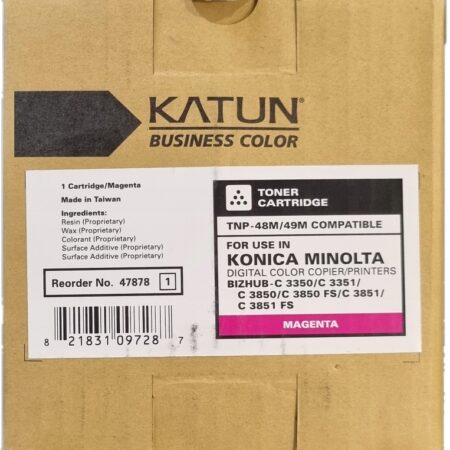 KATUN®
BUSINESS COLOR
1 Cartridge/Magenta
Made in Taiwan
Ingredients:
Resin (Proprietary)
Wax (Proprietary)
Colorant (Proprietary)
Surface Additive (Proprietary)
Surface Additive (Proprietary)
Reorder No. 47878 1
8 21831 09728 7
TONER
CARTRIDGE
TNP-48M/49M COMPATIBLE
FOR USE IN
KONICA MINOLTA
DIGITAL COLOR COPIER/PRINTERS
BIZHUB-C 3350/C 3351/
C 3850/C 3850 FS/C 3851/
C 3851 FS
MAGENTA